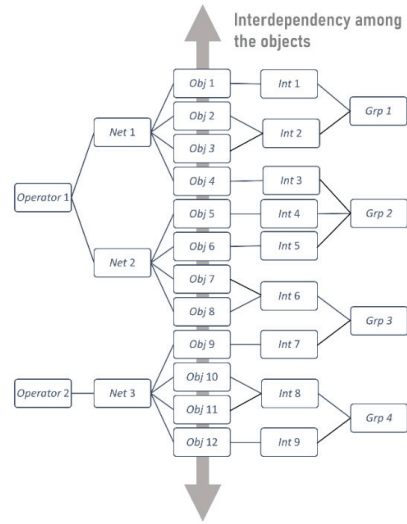 Interdependency among
the objects
Obj 1
Int 1
Grp 1
Obj 2
Net 1
Int 2
Obj 3
Obj 4
Int 3
Operator 1
Obj 5
Int 4
Grp 2
Obj 6
Int 5
Net 2
Obj 7
Int 6
Obj 8
Grp 3
Obj 9
Int 7
Obj 10
Operator 2
Net 3
Int 8
Obj 11
Grp 4
Obj 12
Int 9